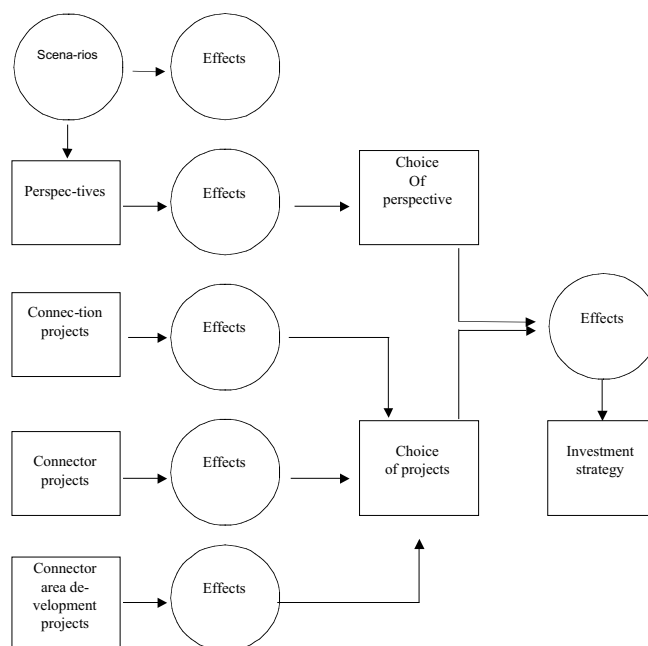 Scena-rios
Effects
Perspec-tives
Effects
Choice
Of
perspective
Connec-tion
projects
Effects
Effects
Connector
projects
Effects
Choice
of projects
Investment
strategy
Connector
area de-
velopment
projects
Effects